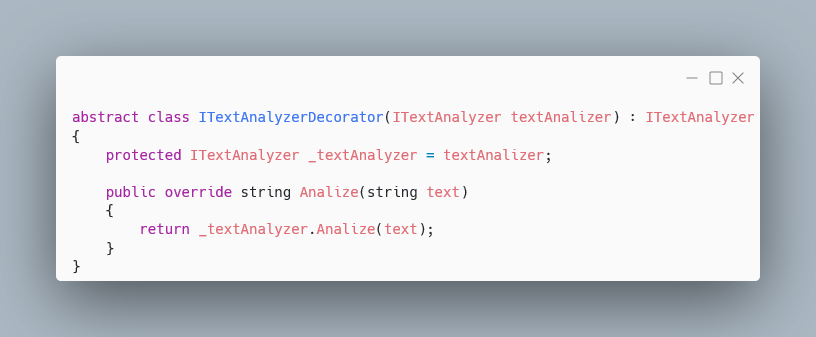 abstract class ITextAnalyzerDecorator(ITextAnalyzer textAnalizer) : ITextAnalyzer
{
    protected ITextAnalyzer _textAnalyzer = textAnalizer;

    public override string Analize(string text)
    {
        return _textAnalyzer.Analize(text);
    }
}